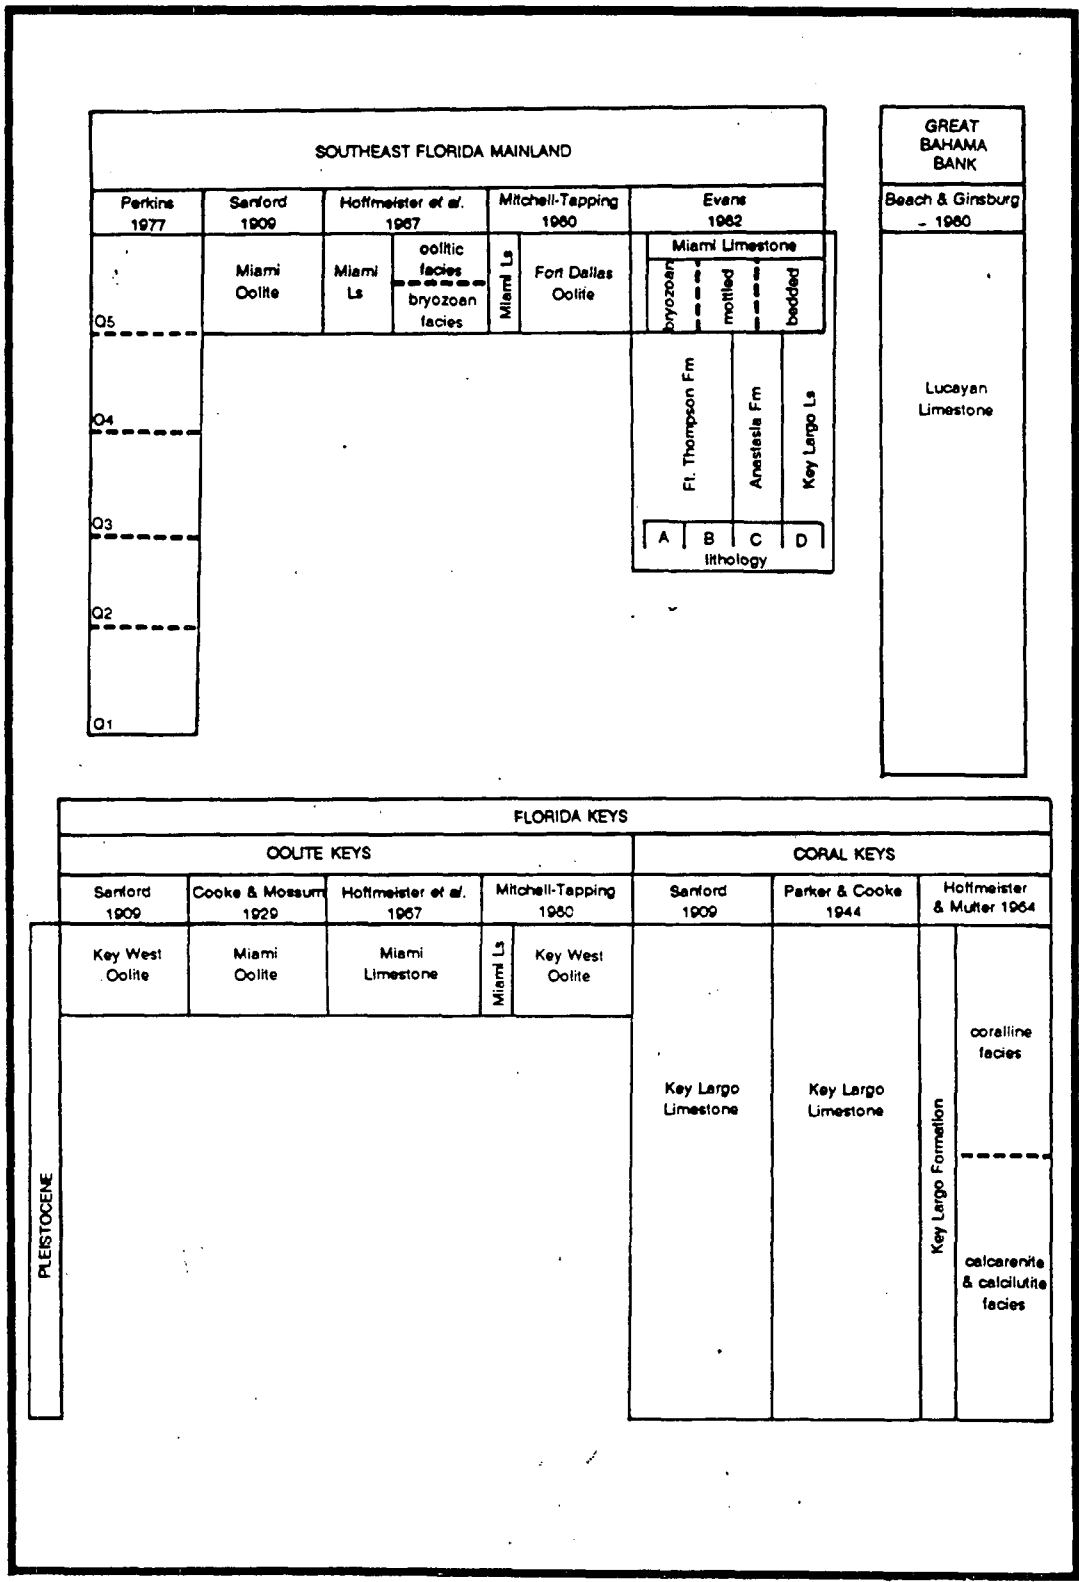 SOUTHEAST FLORIDA MAINLAND
Perkins
1977
Sanford
1909
Hoffmeister et al.
1967
Mitchell-Tapping
1980
Evans
1982
Q5
Q4
Q3
Q2
Q1
Miami
Oolite
Miami
Ls
oolitic
facies
bryozoan
facies
Miami Ls
Fort Dallas
Oolite
Miami Limestone
bryozoan
mottled
bedded
Ft. Thompson Fm
Anastasia Fm
Key Largo Ls
A B C D
lithology
GREAT
BAHAMA
BANK
Beach & Ginsburg
1980
Lucayan
Limestone
FLORIDA KEYS
OOLITE KEYS
CORAL KEYS
Sanford
1909
Cooke & Mossum
1929
Hoffmeister et al.
1967
Mitchell-Tapping
1980
Sanford
1909
Parker & Cooke
1944
Hoffmeister
& Multer 1964
PLEISTOCENE
Key West
Oolite
Miami
Oolite
Miami
Limestone
Miami Ls
Key West
Oolite
Key Largo
Limestone
Key Largo
Limestone
Key Largo Formation
coralline
facies
calcarenite
& calcilutite
facies